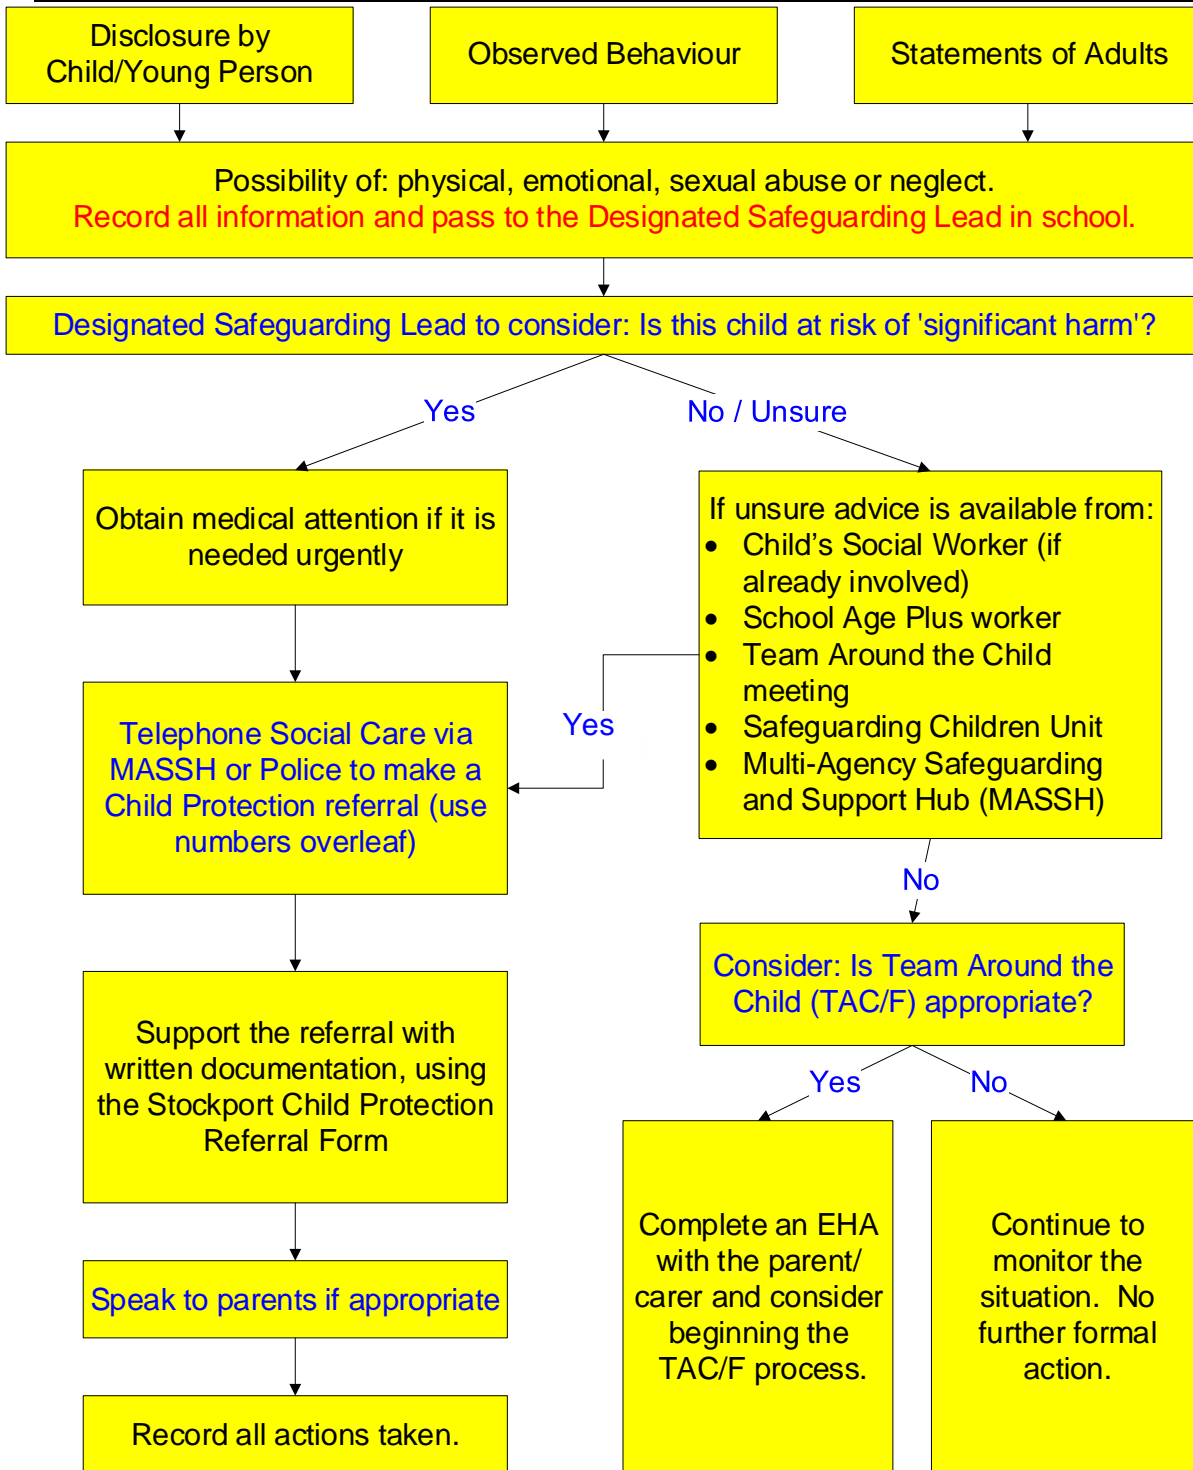 Disclosure by
Child/Young Person
Observed Behaviour
Statements of Adults
Possibility of: physical, emotional, sexual abuse or neglect.
Record all information and pass to the Designated Safeguarding Lead in school.
Designated Safeguarding Lead to consider: Is this child at risk of 'significant harm'?
Yes
No / Unsure
Obtain medical attention if it is
needed urgently
If unsure advice is available from:
• Child’s Social Worker (if
already involved)
• School Age Plus worker
• Team Around the Child
meeting
• Safeguarding Children Unit
• Multi-Agency Safeguarding
and Support Hub (MASSH)
Yes
Telephone Social Care via
MASSH or Police to make a
Child Protection referral (use
numbers overleaf)
No
Consider: Is Team Around the
Child (TAC/F) appropriate?
Support the referral with
written documentation, using
the Stockport Child Protection
Referral Form
Yes
No
Complete an EHA
with the parent/
carer and consider
beginning the
TAC/F process.
Continue to
monitor the
situation.  No
further formal
action.
Speak to parents if appropriate
Record all actions taken.